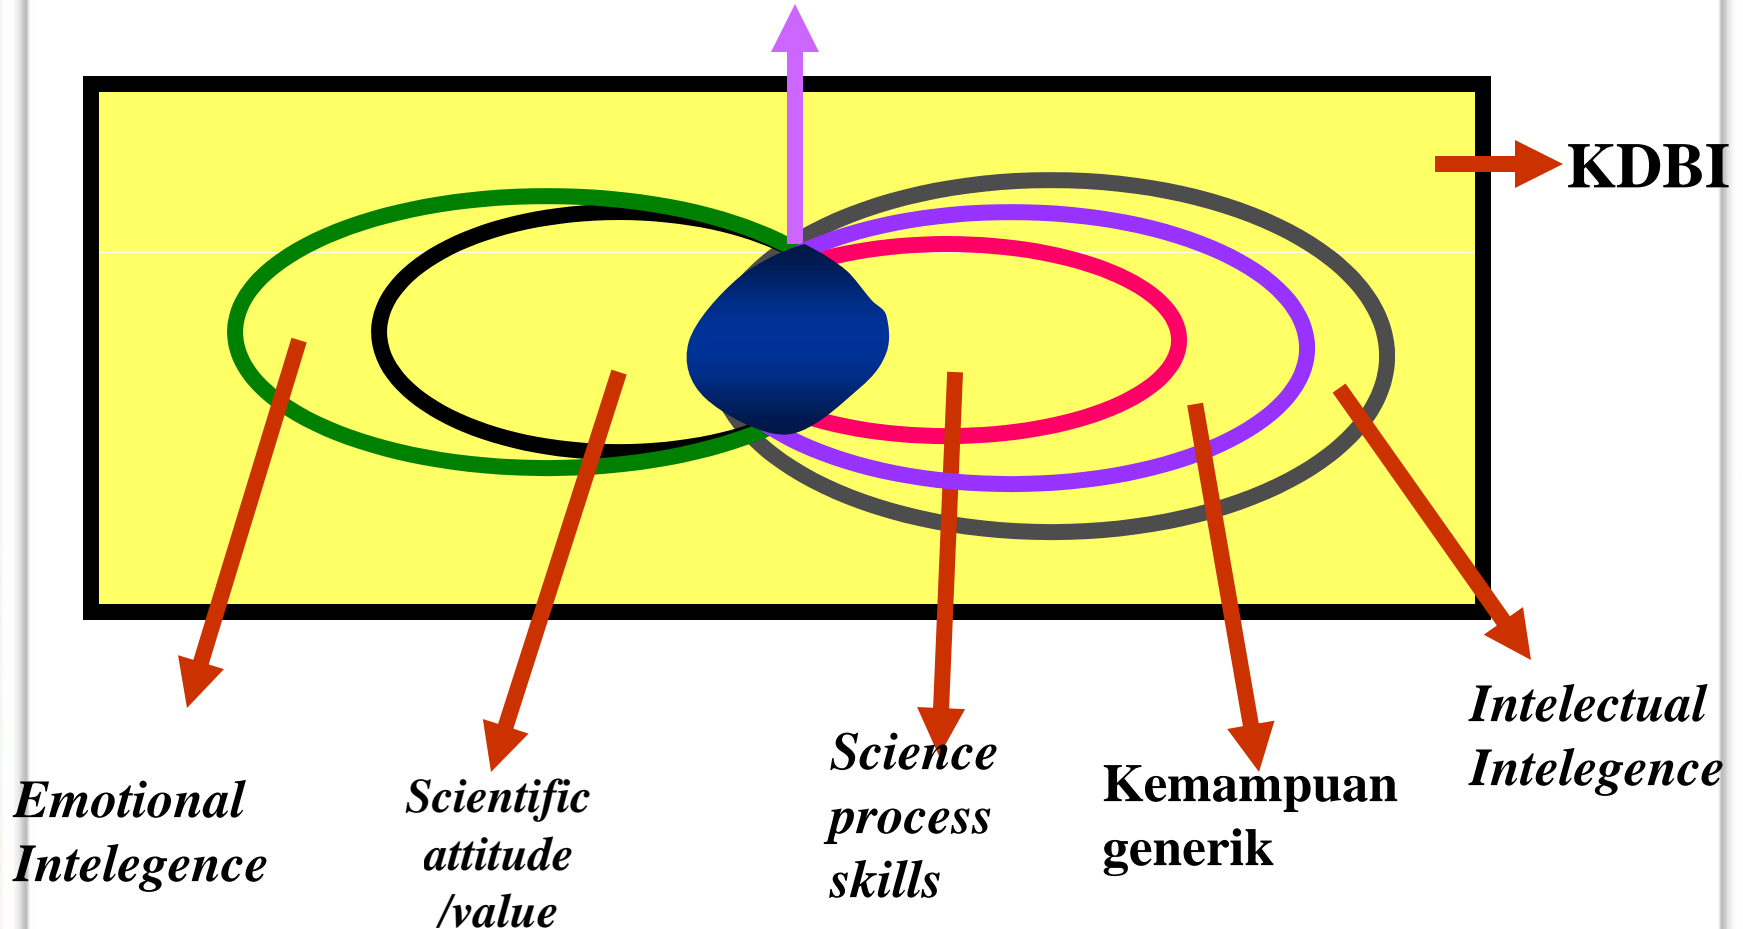 KDBI
Emotional
Intelegence
Scientific
attitude
/value
Science
process
skills
Kemampuan
generik
Intelectual
Intelegence